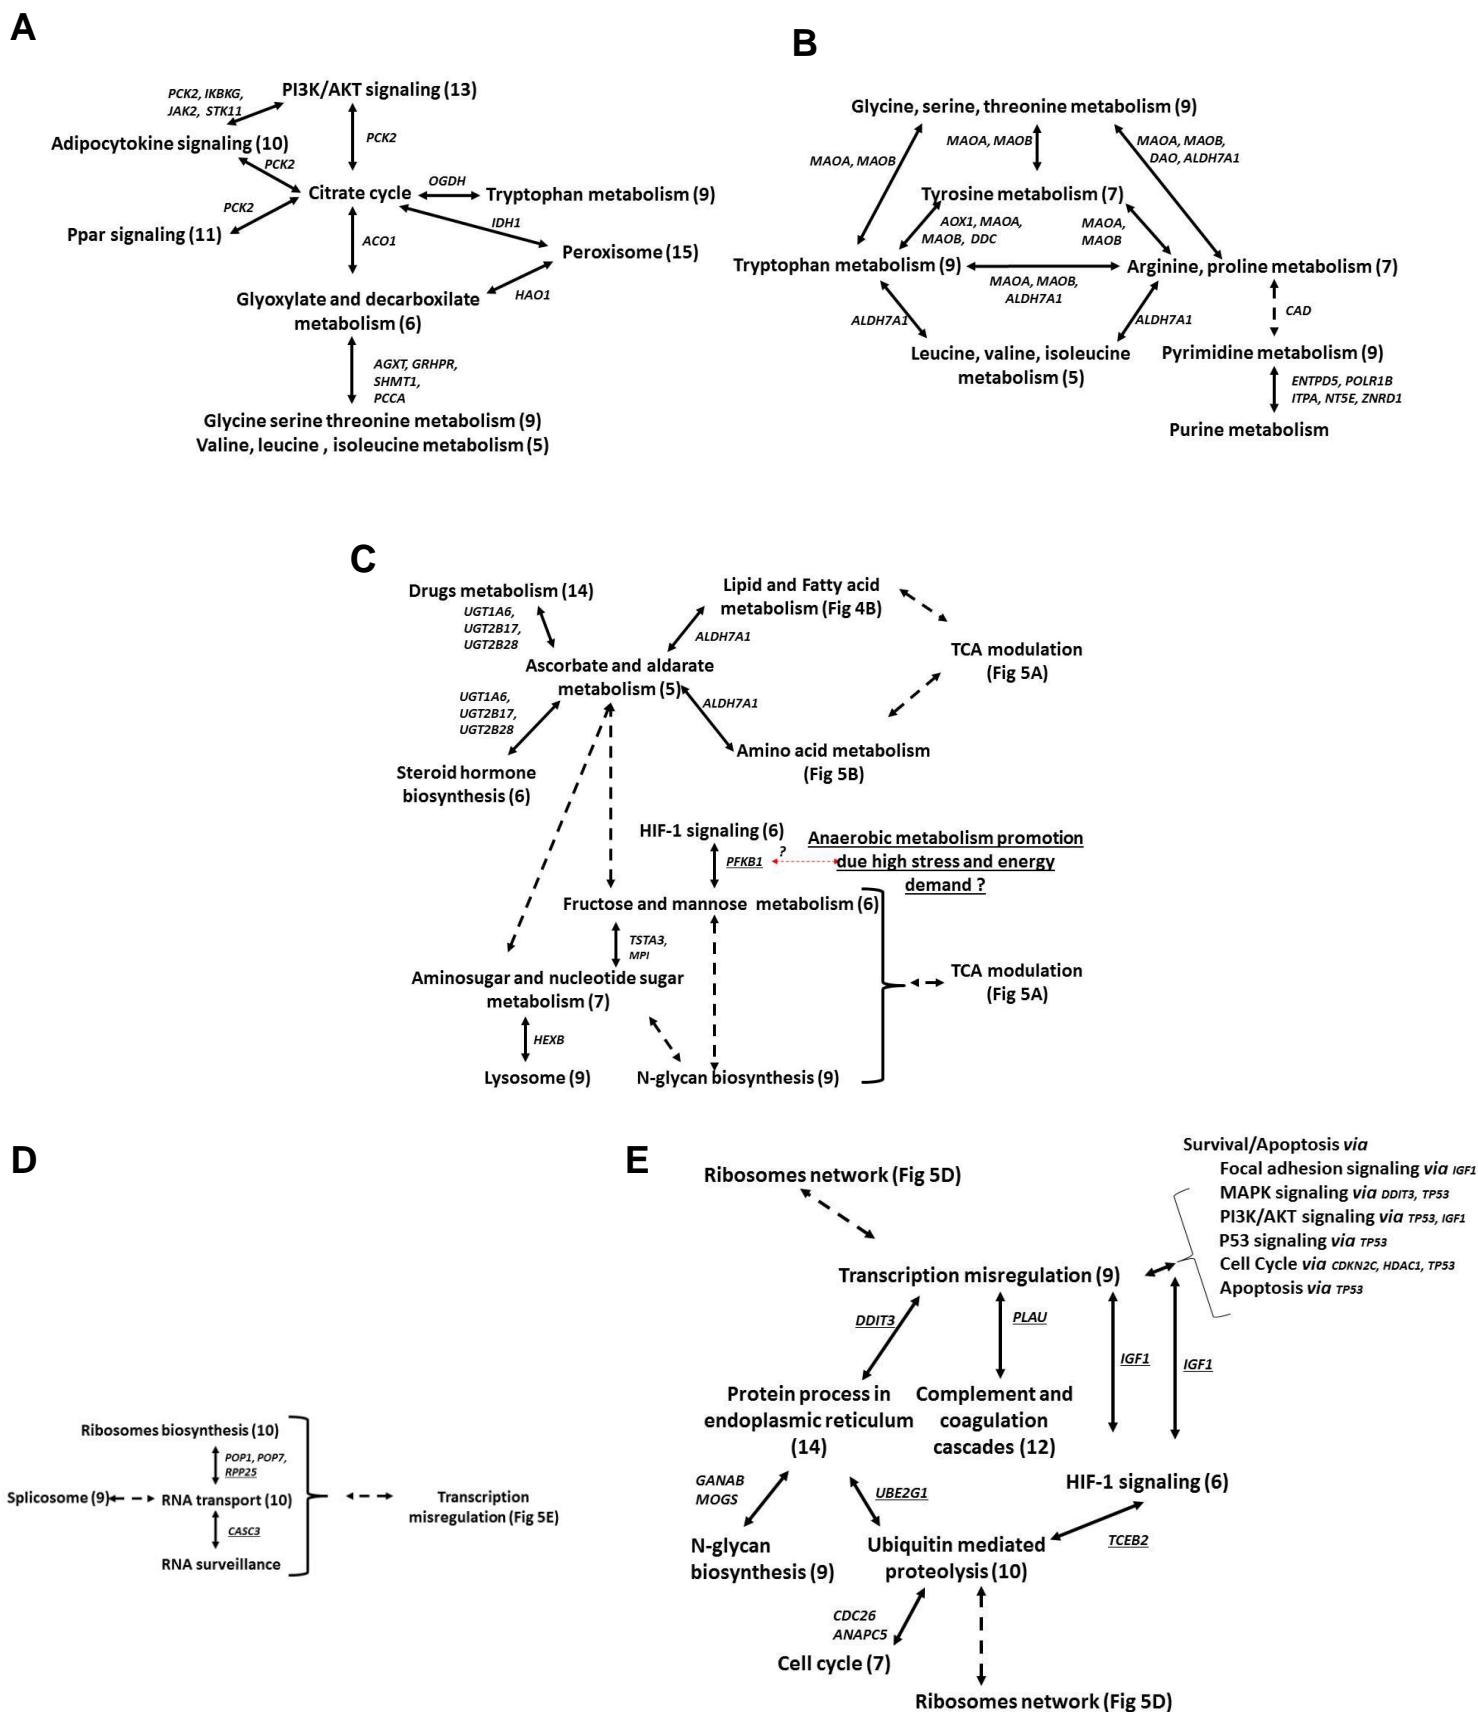 A
PI3K/AKT signaling (13)
PCK2, IKBKG,
JAK2, STK11
PCK2
Adipocytokine signaling (10)
PCK2
Citrate cycle
OGDH
Tryptophan metabolism (9)
PCK2
IDH1
Ppar signaling (11)
ACO1
Peroxisome (15)
HAO1
Glyoxylate and decarboxilate
metabolism (6)
AGXT, GRHPR,
SHMT1,
PCCA
Glycine serine threonine metabolism (9)
Valine, leucine , isoleucine metabolism (5)
B
Glycine, serine, threonine metabolism (9)
MAOA, MAOB
MAOA, MAOB
MAOA, MAOB,
DAO, ALDH7A1
Tyrosine metabolism (7)
AOX1, MAOA,
MAOB, DDC
MAOA,
MAOB
Tryptophan metabolism (9)
Arginine, proline metabolism (7)
MAOA, MAOB,
ALDH7A1
ALDH7A1
ALDH7A1
CAD
Leucine, valine, isoleucine
metabolism (5)
Pyrimidine metabolism (9)
ENTPD5, POLR1B
ITPA, NT5E, ZNRD1
Purine metabolism
C
Drugs metabolism (14)
UGT1A6,
UGT2B17,
UGT2B28
Lipid and Fatty acid
metabolism (Fig 4B)
ALDH7A1
TCA modulation
(Fig 5A)
Ascorbate and aldarate
metabolism (5)
UGT1A6,
UGT2B17,
UGT2B28
ALDH7A1
Amino acid metabolism
(Fig 5B)
Steroid hormone
biosynthesis (6)
HIF-1 signaling (6)
PFKB1
?
Anaerobic metabolism promotion
due high stress and energy
demand ?
Fructose and mannose metabolism (6)
TSTA3,
MPI
Aminosugar and nucleotide sugar
metabolism (7)
TCA modulation
(Fig 5A)
HEXB
Lysosome (9)
N-glycan biosynthesis (9)
D
Ribosomes biosynthesis (10)
POP1, POP7,
RPP25
Splicosome (9)
RNA transport (10)
Transcription
misregulation (Fig 5E)
CASC3
RNA surveillance
E
Ribosomes network (Fig 5D)
Survival/Apoptosis via
Focal adhesion signaling via IGF1
MAPK signaling via DDIT3, TP53
PI3K/AKT signaling via TP53, IGF1
P53 signaling via TP53
Cell Cycle via CDKN2C, HDAC1, TP53
Apoptosis via TP53
Transcription misregulation (9)
DDIT3
PLAU
IGF1
IGF1
Protein process in
endoplasmic reticulum
(14)
Complement and
coagulation
cascades (12)
GANAB
MOGS
UBE2G1
HIF-1 signaling (6)
TCEB2
N-glycan
biosynthesis (9)
Ubiquitin mediated
proteolysis (10)
CDC26
ANAPC5
Cell cycle (7)
Ribosomes network (Fig 5D)